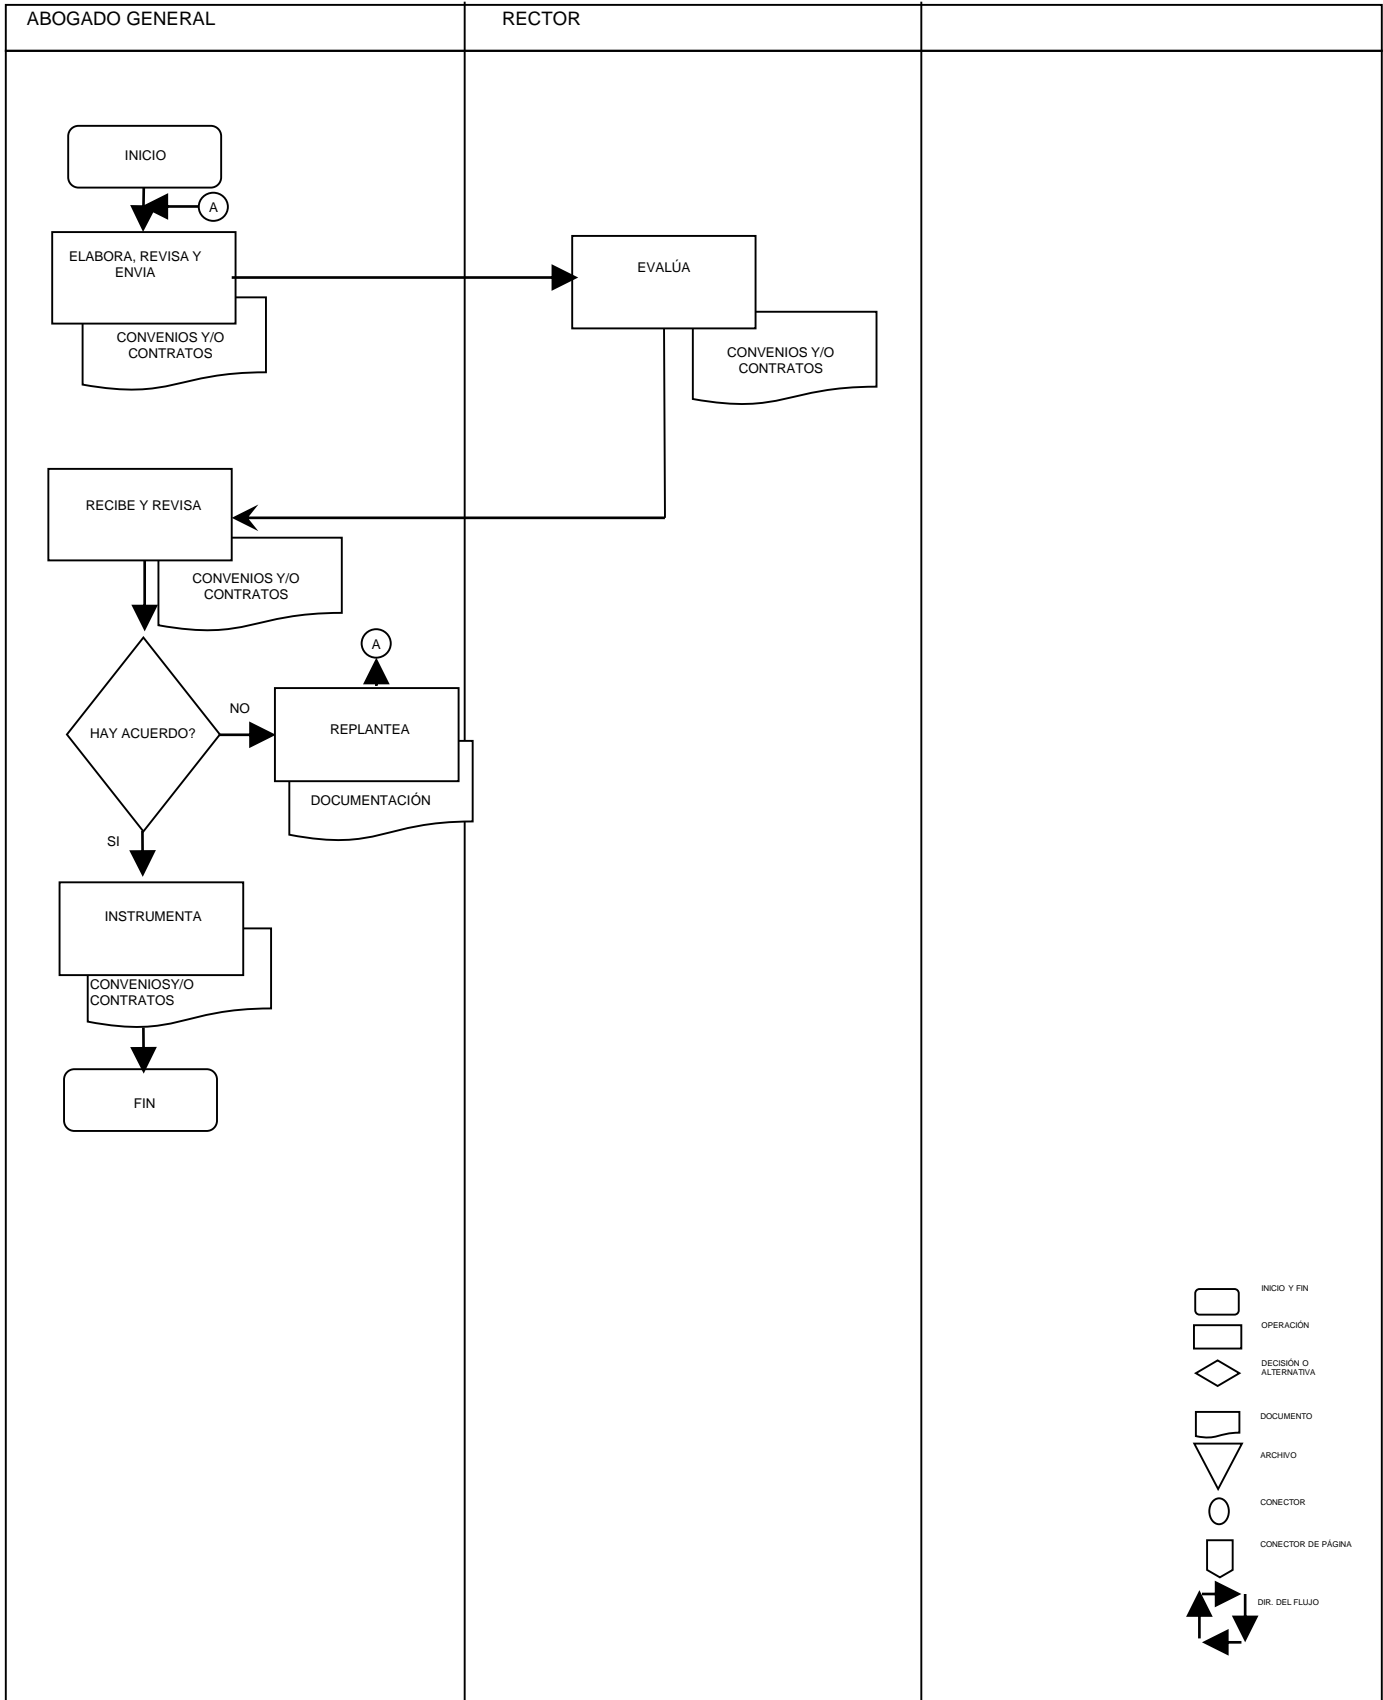 ABOGADO GENERAL
RECTOR
INICIO
A
ELABORA, REVISA Y
ENVIA
CONVENIOS Y/O
CONTRATOS
EVALÚA
CONVENIOS Y/O
CONTRATOS
RECIBE Y REVISA
CONVENIOS Y/O
CONTRATOS
A
HAY ACUERDO?
NO
REPLANTEA
DOCUMENTACIÓN
SI
INSTRUMENTA
CONVENIOSY/O
CONTRATOS
FIN
INICIO Y FIN
OPERACIÓN
DECISIÓN O
ALTERNATIVA
DOCUMENTO
ARCHIVO
CONECTOR
CONECTOR DE PÁGINA
DIR. DEL FLUJO